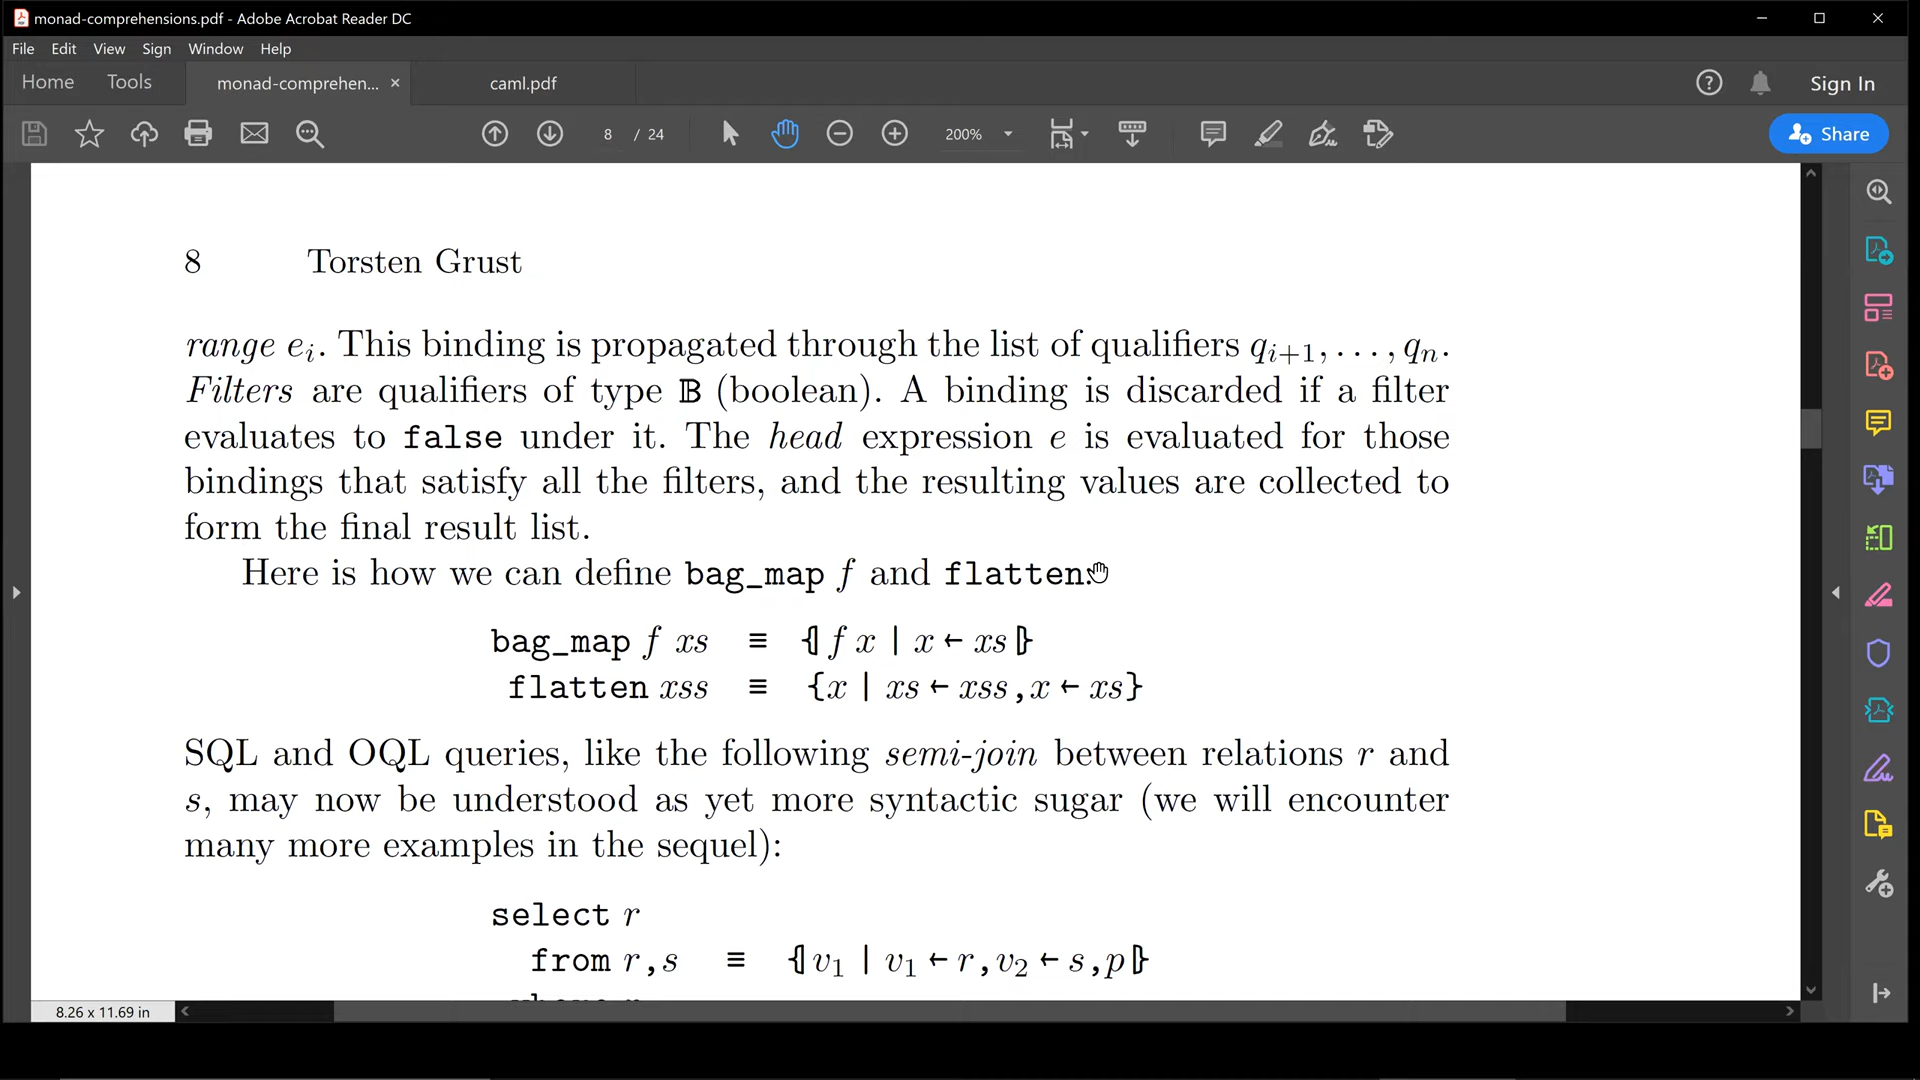 monad-comprehensions.pdf - Adobe Acrobat Reader DC
File Edit View Sign Window Help
Home Tools monad-comprehen... × caml.pdf Sign In
8 / 24 200% Share
8 Torsten Grust
range eᵢ. This binding is propagated through the list of qualifiers qᵢ₊₁, . . . , qₙ.
Filters are qualifiers of type 𝔹 (boolean). A binding is discarded if a filter
evaluates to false under it. The head expression e is evaluated for those
bindings that satisfy all the filters, and the resulting values are collected to
form the final result list.
Here is how we can define bag_map f and flatten:
bag_map f xs ≡ ⦃ f x | x ← xs ⦄
flatten xss ≡ {x | xs ← xss , x ← xs}
SQL and OQL queries, like the following semi-join between relations r and
s, may now be understood as yet more syntactic sugar (we will encounter
many more examples in the sequel):
select r
from r , s ≡ ⦃ v₁ | v₁ ← r , v₂ ← s , p ⦄
8.26 x 11.69 in